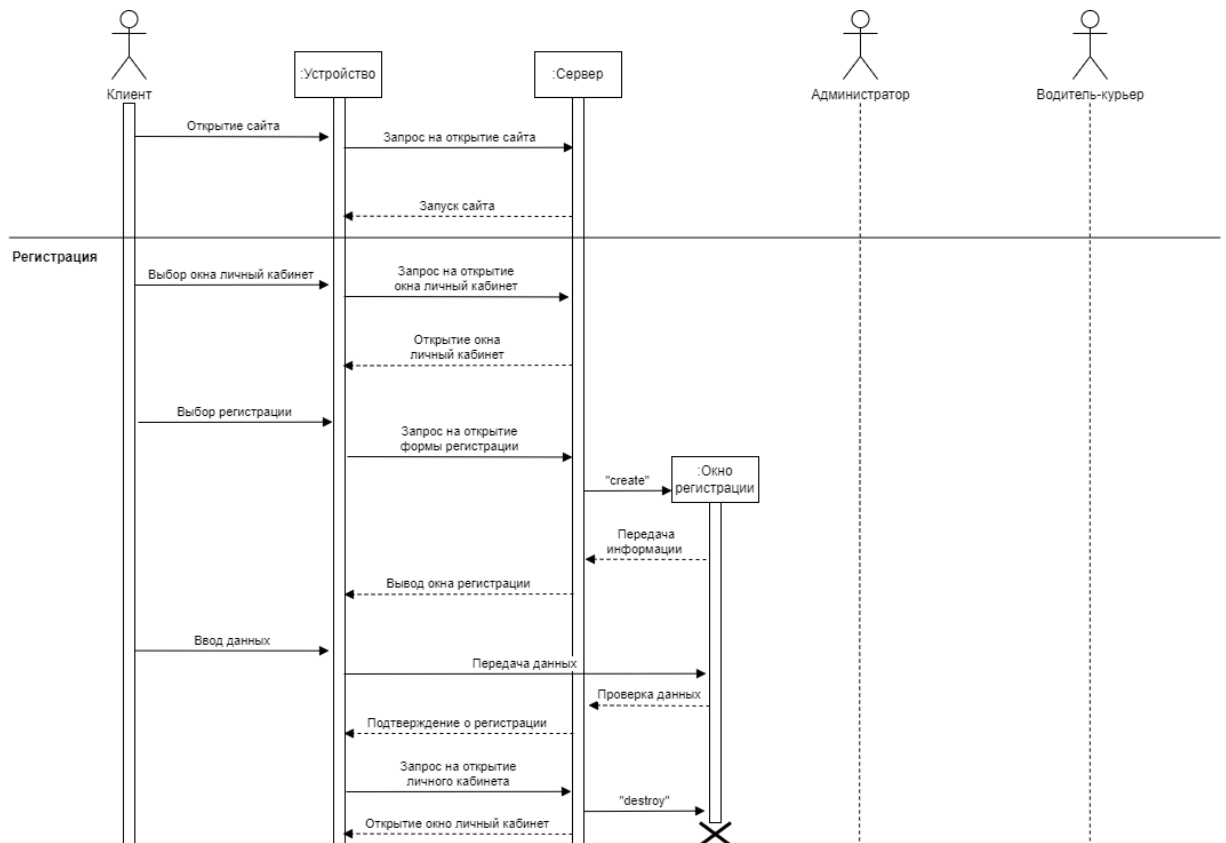 :Устройство
:Сервер
Клиент
Администратор
Водитель-курьер
Открытие сайта
Запрос на открытие сайта
Запуск сайта
Регистрация
Выбор окна личный кабинет
Запрос на открытие
окна личный кабинет
Открытие окна
личный кабинет
Выбор регистрации
Запрос на открытие
формы регистрации
:Окно
регистрации
"create"
Передача
информации
Вывод окна регистрации
Ввод данных
Передача данных
Проверка данных
Подтверждение о регистрации
Запрос на открытие
личного кабинета
"destroy"
Открытие окно личный кабинет